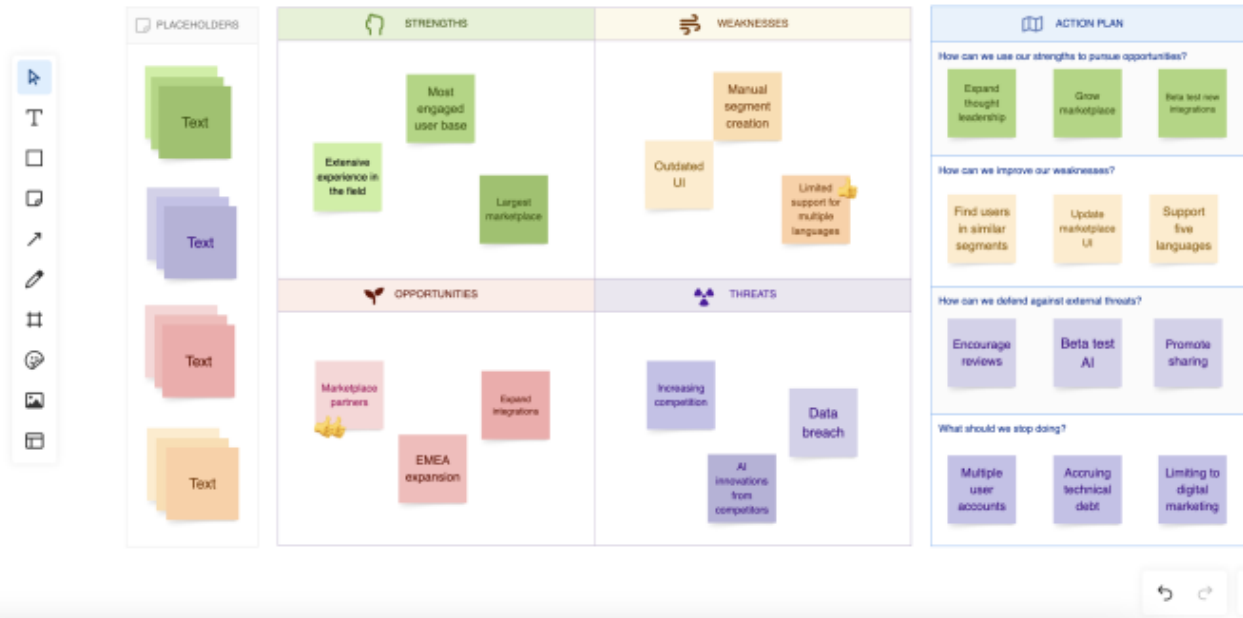 PLACEHOLDERS
Text
Text
Text
Text
STRENGTHS
Most
engaged
user base
Extensive
experience in
the field
Largest
marketplace
WEAKNESSES
Manual
segment
creation
Outdated
UI
Limited
support for
multiple
languages
OPPORTUNITIES
Marketplace
partners
Expand
integrations
EMEA
expansion
THREATS
Increasing
competition
Data
breach
AI
innovations
from
competitors
ACTION PLAN
How can we use our strengths to pursue opportunities?
Expand
thought
leadership
Grow
marketplace
Beta test new
integrations
How can we improve our weaknesses?
Find users
in similar
segments
Update
marketplace
UI
Support
five
languages
How can we defend against external threats?
Encourage
reviews
Beta test
AI
Promote
sharing
What should we stop doing?
Multiple
user
accounts
Accruing
technical
debt
Limiting to
digital
marketing